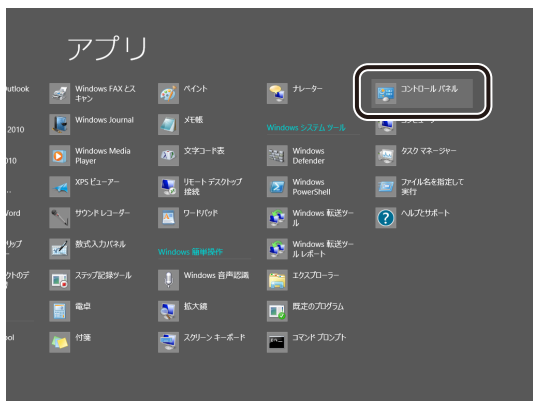 アプリ
utlook
2010
010
...
Word
リップ
クトのデ
ool
Windows FAX とス
キャン
Windows Journal
Windows Media
Player
XPS ビューアー
サウンド レコーダー
数式入力パネル
ステップ記録ツール
電卓
付箋
ペイント
メモ帳
文字コード表
リモート デスクトップ
接続
ワードパッド
Windows 簡単操作
Windows 音声認識
拡大鏡
スクリーン キーボード
ナレーター
Windows システム ツール
Windows
Defender
Windows
PowerShell
Windows 転送ツー
ル
Windows 転送ツー
ル レポート
エクスプローラー
既定のプログラム
コマンド プロンプト
コントロール パネル
コンピューター
タスク マネージャー
ファイル名を指定して
実行
ヘルプとサポート